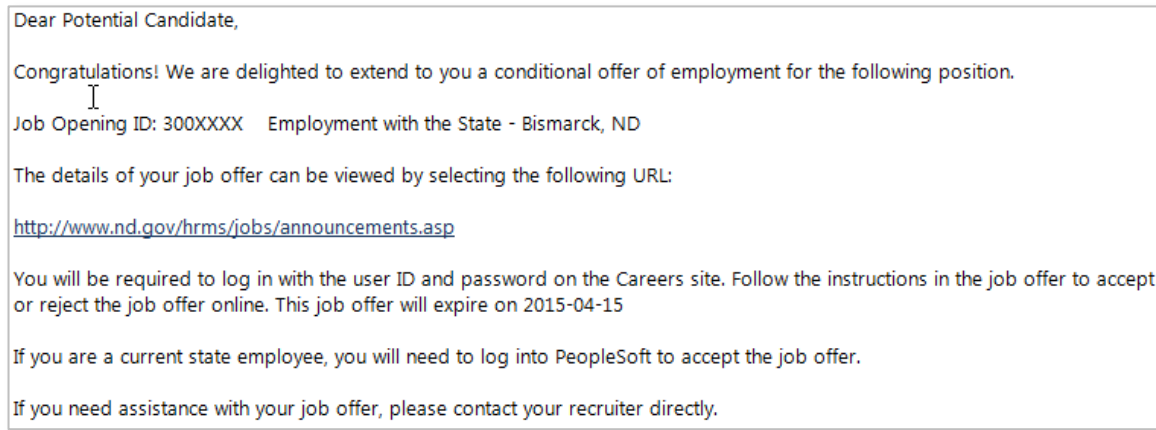 Dear Potential Candidate,
Congratulations! We are delighted to extend to you a conditional offer of employment for the following position.
Job Opening ID: 300XXXX    Employment with the State - Bismarck, ND
The details of your job offer can be viewed by selecting the following URL:
http://www.nd.gov/hrms/jobs/announcements.asp
You will be required to log in with the user ID and password on the Careers site. Follow the instructions in the job offer to accept
or reject the job offer online. This job offer will expire on 2015-04-15
If you are a current state employee, you will need to log into PeopleSoft to accept the job offer.
If you need assistance with your job offer, please contact your recruiter directly.